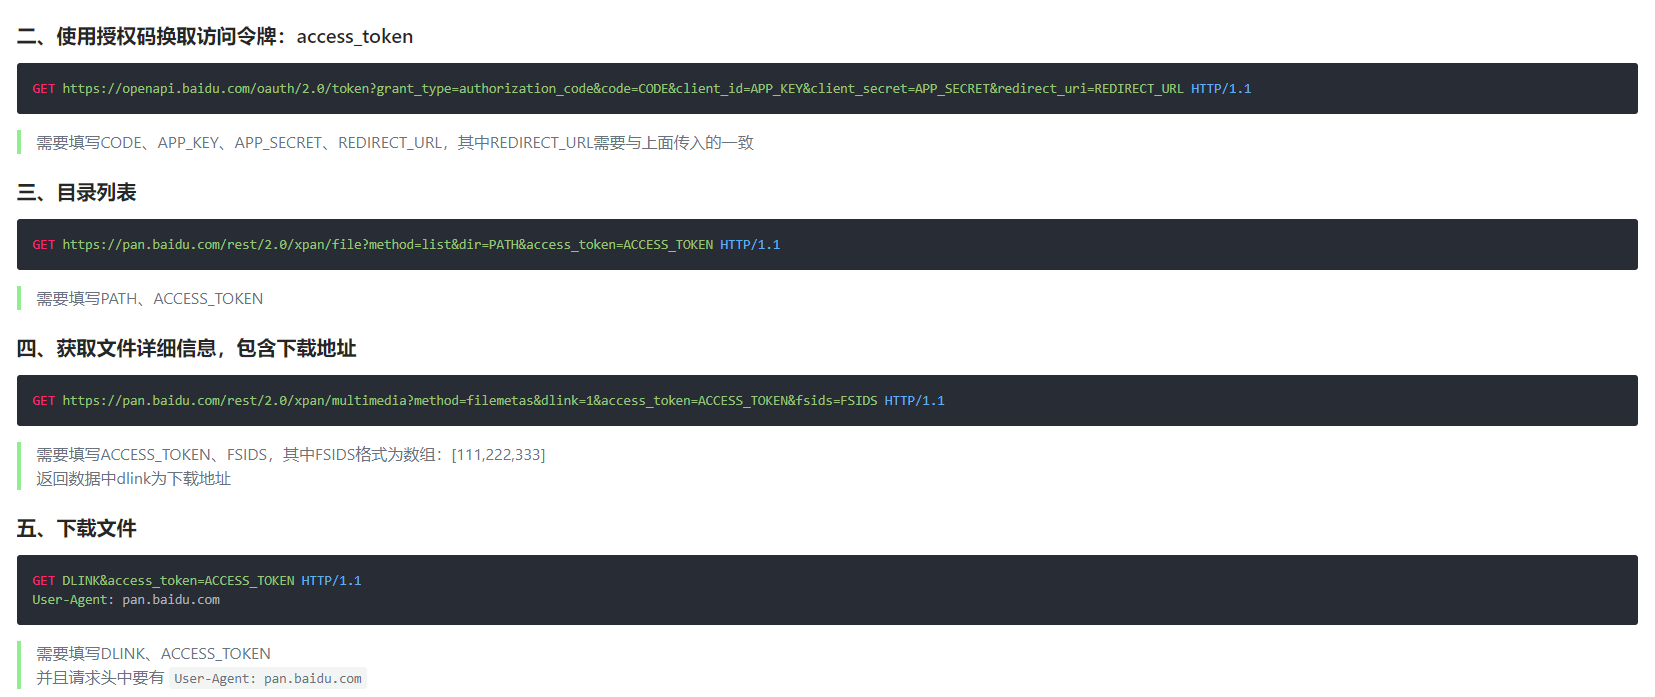 二、使用授权码换取访问令牌：access_token
GET https://openapi.baidu.com/oauth/2.0/token?grant_type=authorization_code&code=CODE&client_id=APP_KEY&client_secret=APP_SECRET&redirect_uri=REDIRECT_URL HTTP/1.1
需要填写CODE、APP_KEY、APP_SECRET、REDIRECT_URL，其中REDIRECT_URL需要与上面传入的一致
三、目录列表
GET https://pan.baidu.com/rest/2.0/xpan/file?method=list&dir=PATH&access_token=ACCESS_TOKEN HTTP/1.1
需要填写PATH、ACCESS_TOKEN
四、获取文件详细信息，包含下载地址
GET https://pan.baidu.com/rest/2.0/xpan/multimedia?method=filemetas&dlink=1&access_token=ACCESS_TOKEN&fsids=FSIDS HTTP/1.1
需要填写ACCESS_TOKEN、FSIDS，其中FSIDS格式为数组：[111,222,333]
返回数据中dlink为下载地址
五、下载文件
GET DLINK&access_token=ACCESS_TOKEN HTTP/1.1
User-Agent: pan.baidu.com
需要填写DLINK、ACCESS_TOKEN
并且请求头中要有 User-Agent: pan.baidu.com